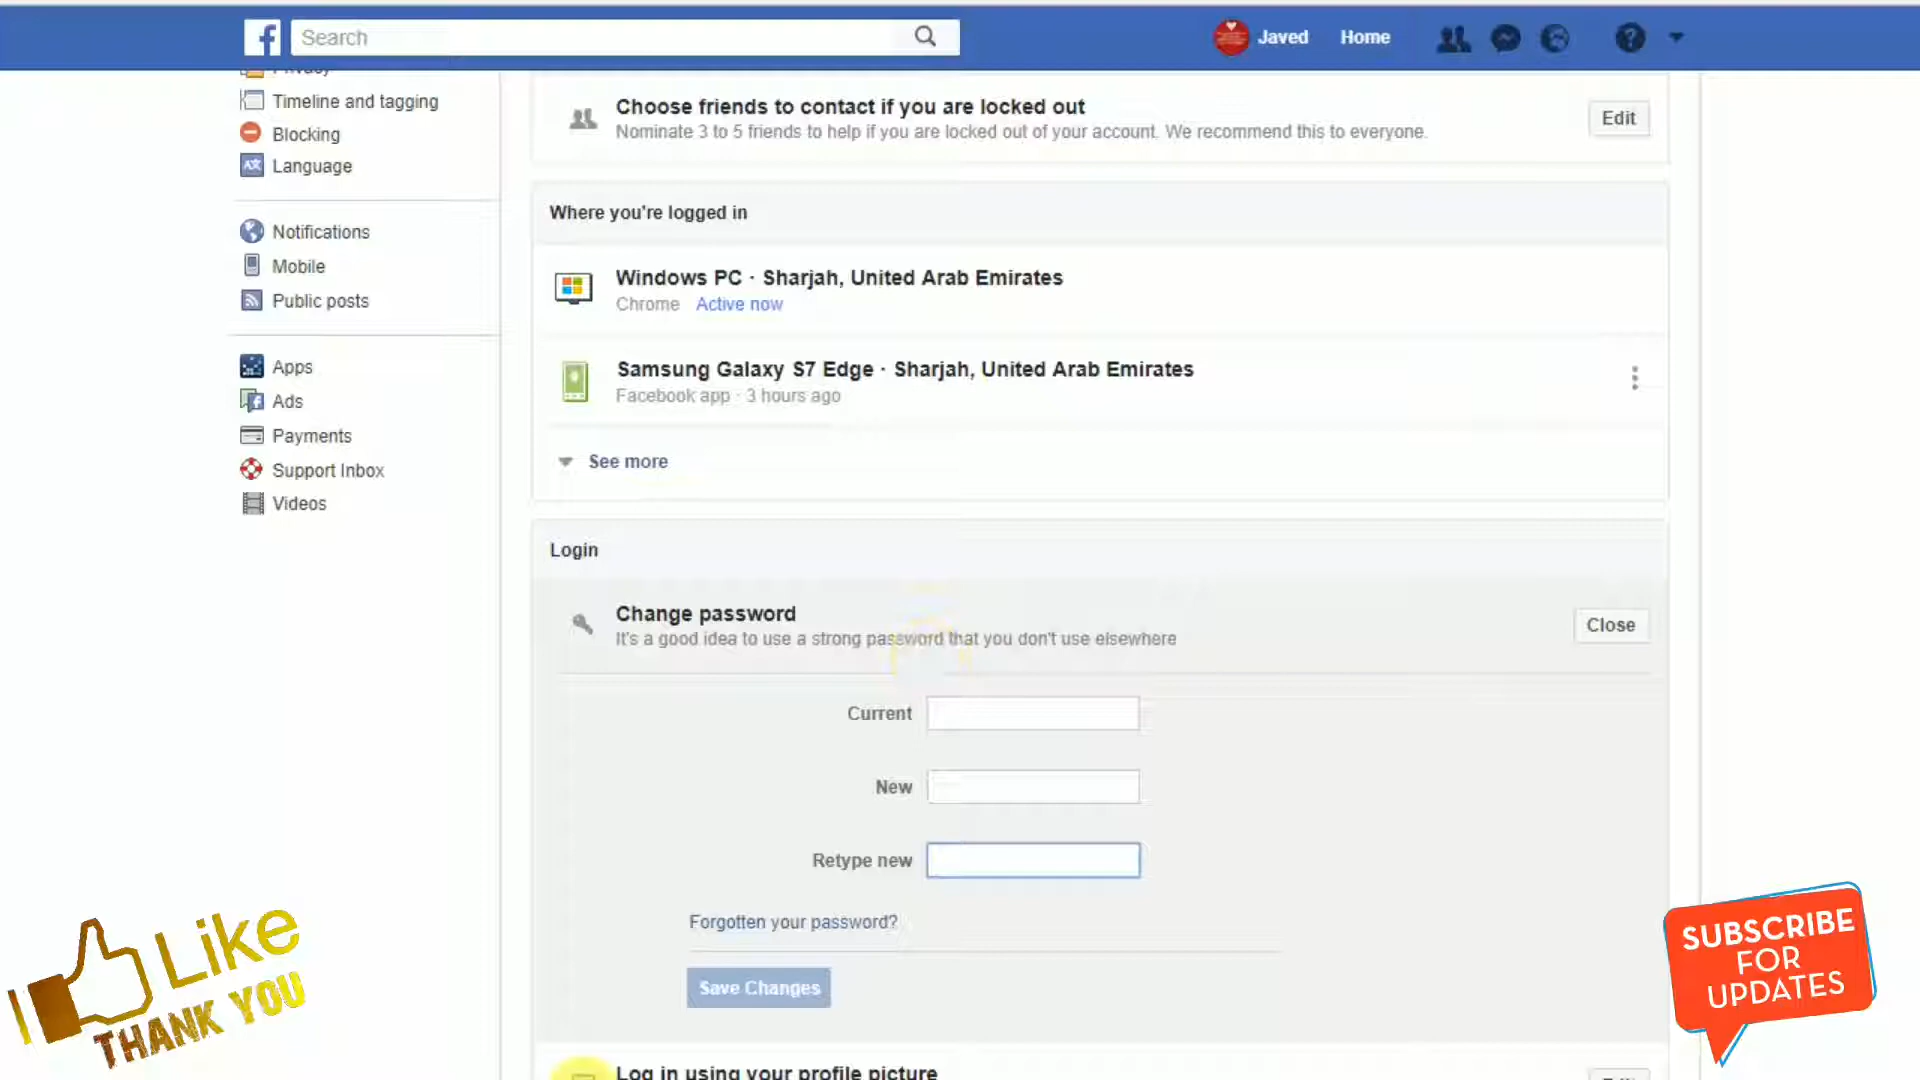 Search
Javed
Home
Privacy
Timeline and tagging
Blocking
Language
Notifications
Mobile
Public posts
Apps
Ads
Payments
Support Inbox
Videos
Choose friends to contact if you are locked out
Nominate 3 to 5 friends to help if you are locked out of your account. We recommend this to everyone.
Edit
Where you're logged in
Windows PC · Sharjah, United Arab Emirates
Chrome Active now
Samsung Galaxy S7 Edge · Sharjah, United Arab Emirates
Facebook app · 3 hours ago
See more
Login
Change password
It's a good idea to use a strong password that you don't use elsewhere
Close
Current
New
Retype new
Forgotten your password?
Save Changes
Log in using your profile picture
Like
THANK YOU
SUBSCRIBE
FOR
UPDATES